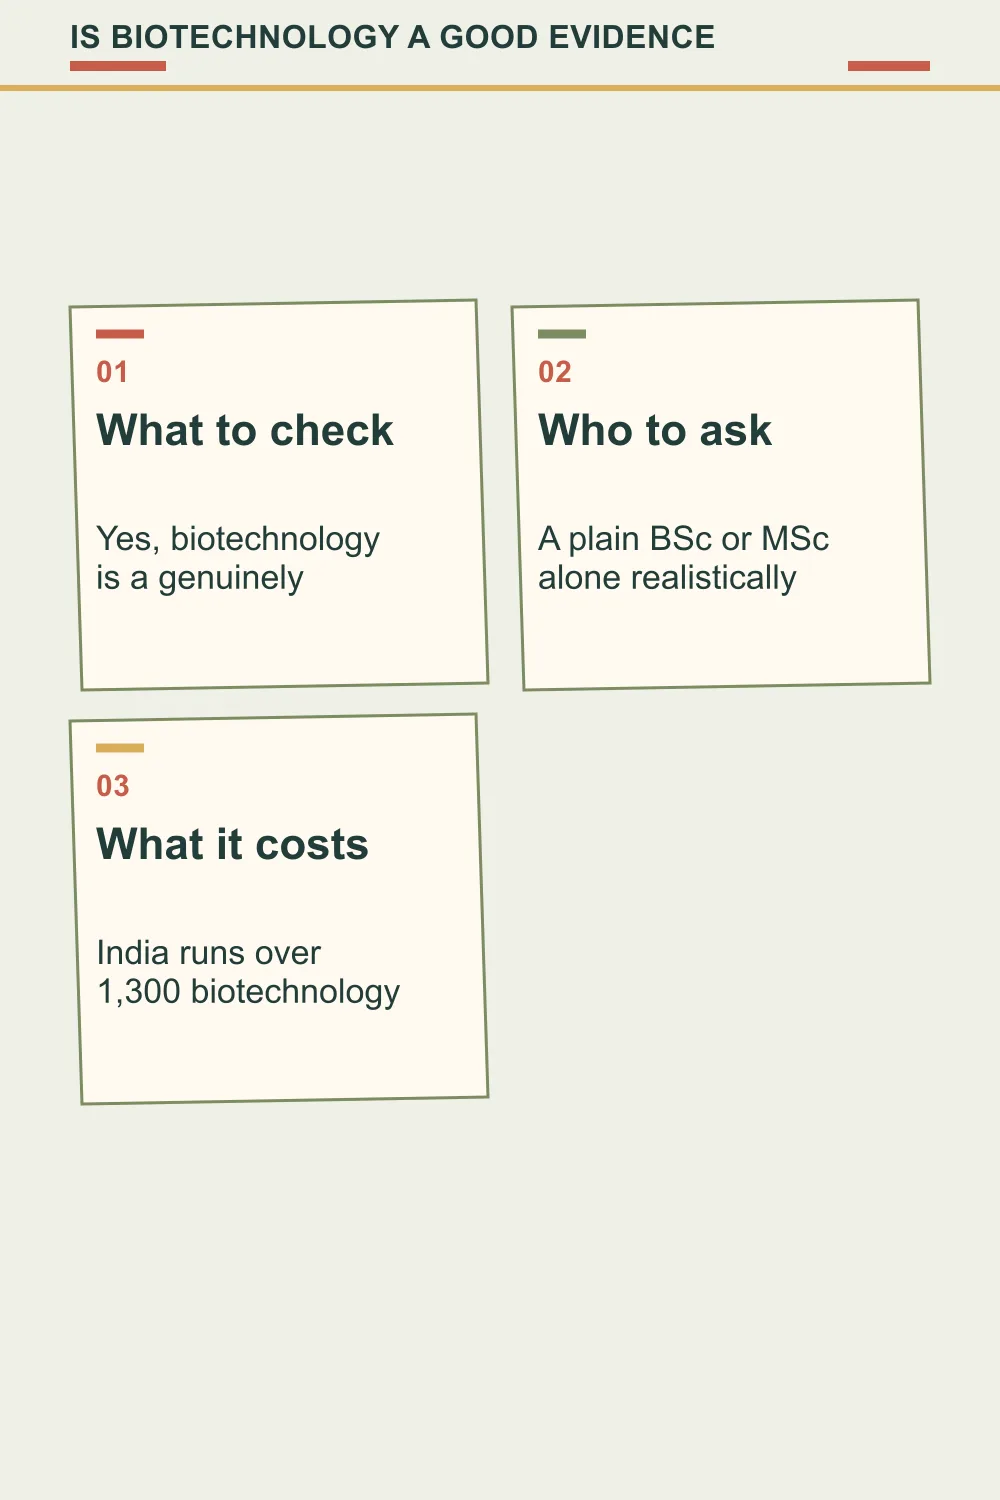 IS BIOTECHNOLOGY A GOOD EVIDENCE
01
What to check
Yes, biotechnology
is a genuinely
02
Who to ask
A plain BSc or MSc
alone realistically
03
What it costs
India runs over
1,300 biotechnology